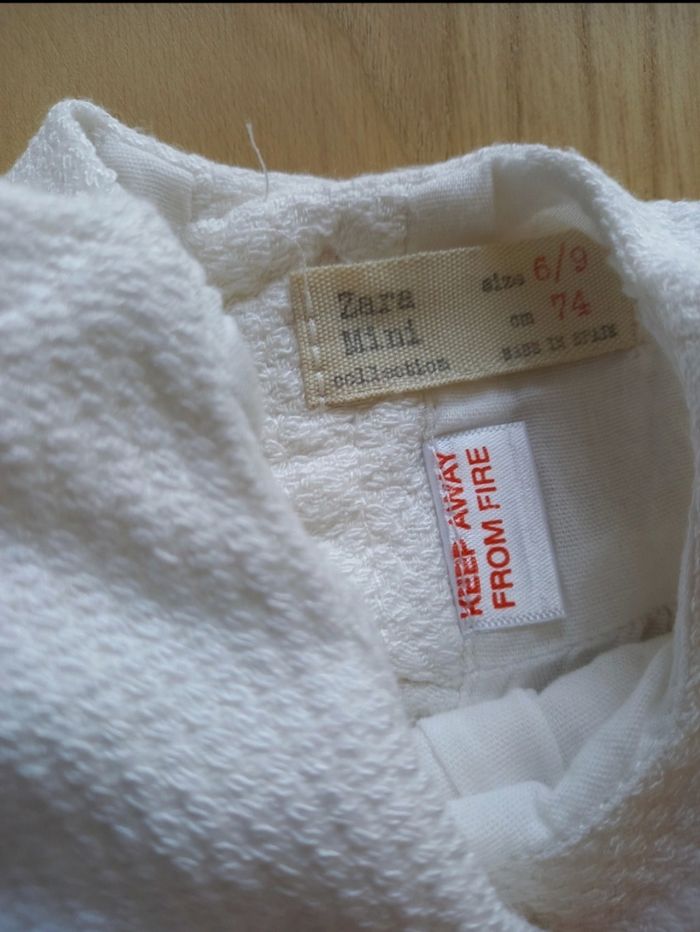 Zara
Mini
collection
size 6/9
cm 74
MADE IN SPAIN
KEEP AWAY
FROM FIRE